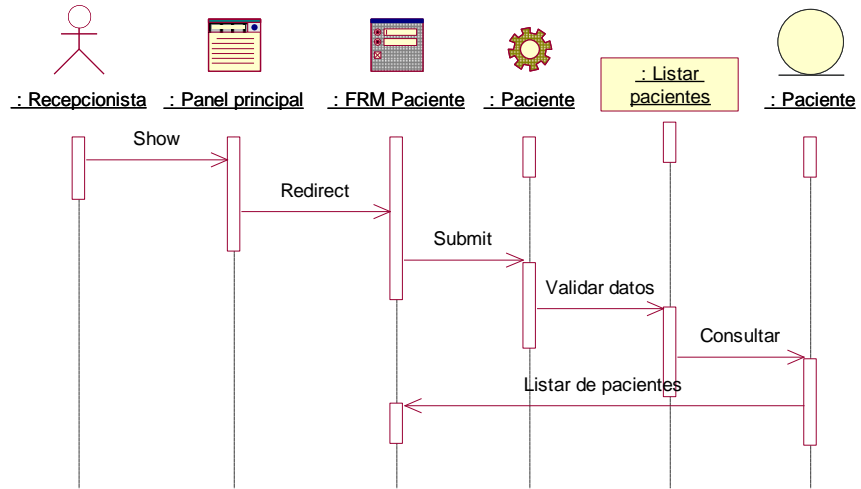 : Recepcionista
: Panel principal
: FRM Paciente
: Paciente
: Listar
pacientes
: Paciente
Show
Redirect
Submit
Validar datos
Consultar
Listar de pacientes